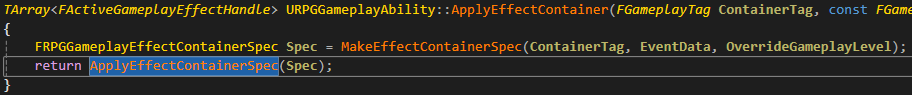 TArray<FActiveGameplayEffectHandle> URPGGameplayAbility::ApplyEffectContainer(FGameplayTag ContainerTag, const FGame
{
FRPGGameplayEffectContainerSpec Spec = MakeEffectContainerSpec(ContainerTag, EventData, OverrideGameplayLevel);
return ApplyEffectContainerSpec(Spec);
}